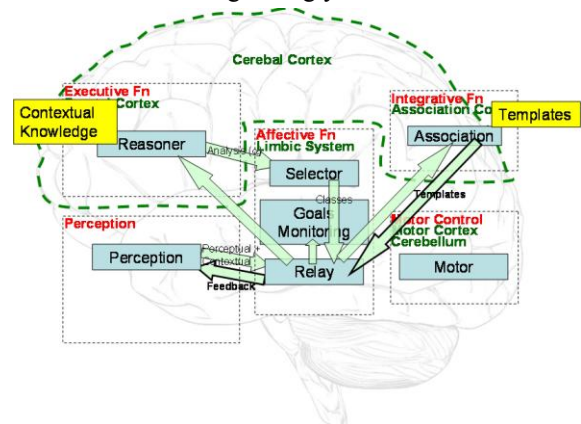 Cerebral Cortex
Executive Fn
Cortex
Contextual
Knowledge
Reasoner
Analysis
Affective Fn
Limbic System
Selector
Classes
Goals
Monitoring
Relay
Integrative Fn
Association
Templates
Association
Templates
Motor Control
Motor Cortex
Cerebellum
Motor
Perception
Perception
Perceptual +
Contextual
Feedback